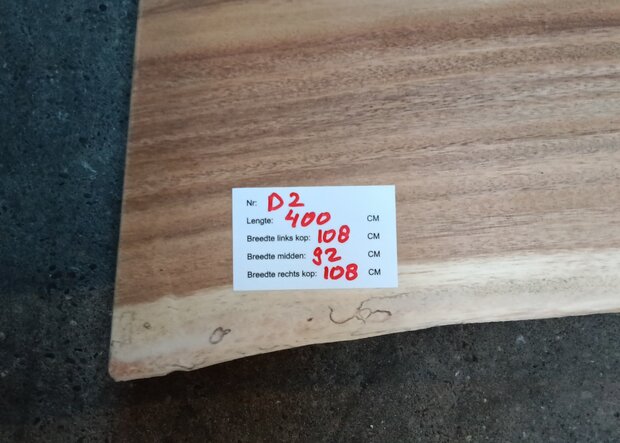 Nr: D2
Lengte: 400 CM
Breedte links kop: 108 CM
Breedte midden: 92 CM
Breedte rechts kop: 108 CM